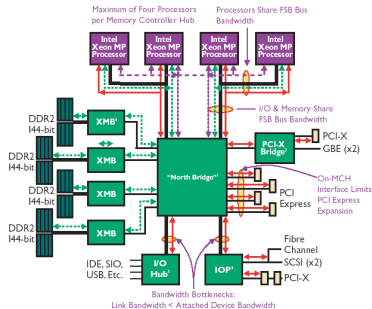 Maximum of Four Processors
per Memory Controller Hub
Processors Share FSB Bus
Bandwidth
Intel
Xeon MP
Processor
Intel
Xeon MP
Processor
Intel
Xeon MP
Processor
Intel
Xeon MP
Processor
I/O & Memory Share
FSB Bus Bandwidth
DDR2
144-bit
XMB¹
DDR2
144-bit
XMB
DDR2
144-bit
XMB
DDR2
144-bit
XMB
"North Bridge"
PCI-X
Bridge
PCI-X
GBE (x2)
On-MCH
Interface Limits
PCI Express
Expansion
PCI
Express
IDE, SIO,
USB, Etc.
I/O
Hub
IOP
Fibre
Channel
SCSI (x2)
PCI-X
Bandwidth Bottlenecks:
Link Bandwidth < Attached Device Bandwidth